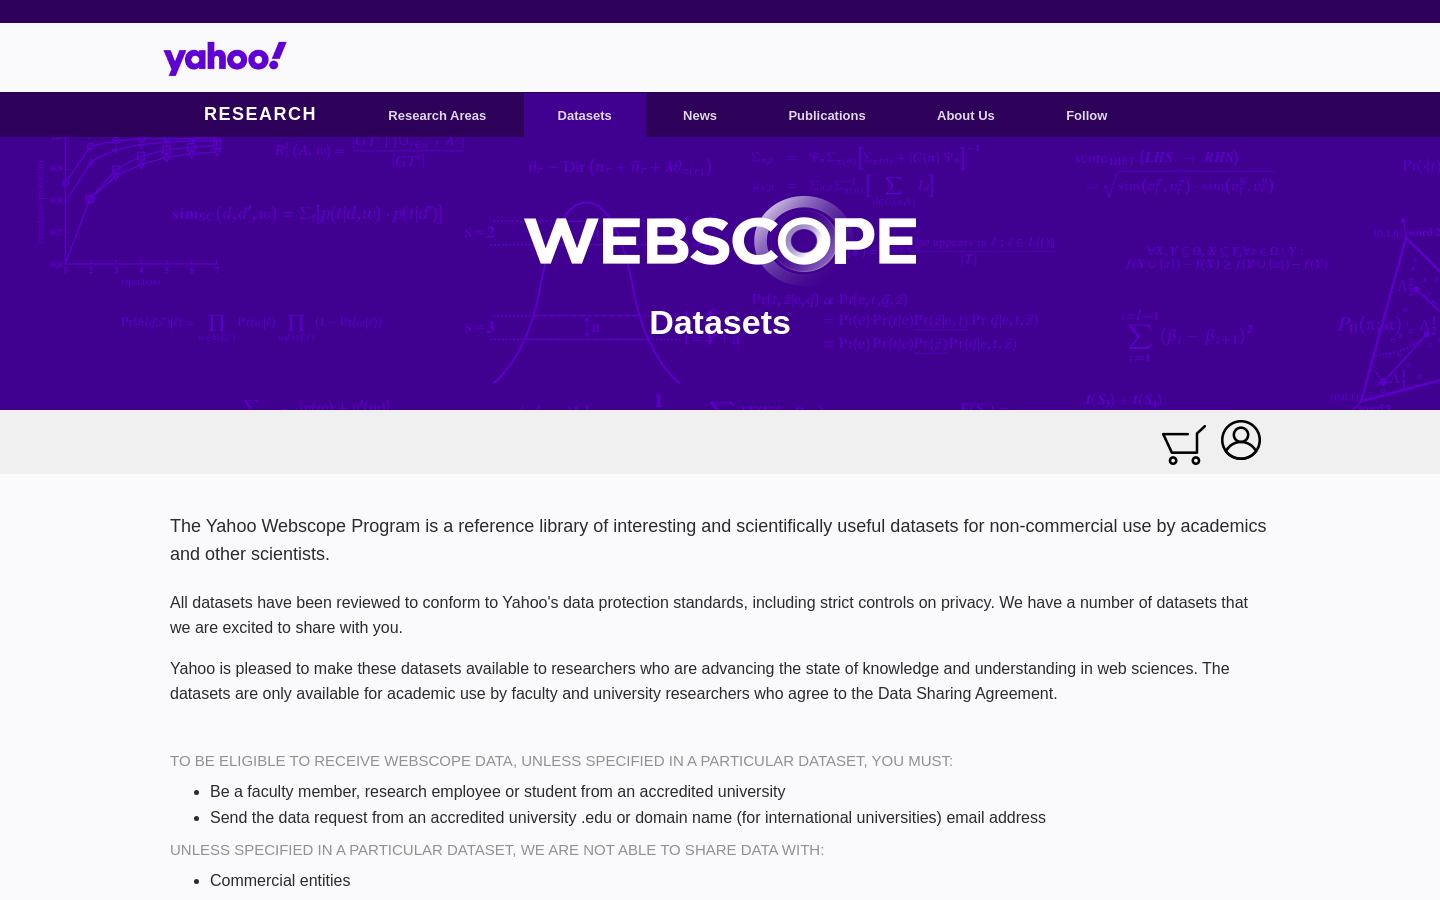 yahoo!
RESEARCH
Research Areas
Datasets
News
Publications
About Us
Follow
WEBSCOPE
Datasets
The Yahoo Webscope Program is a reference library of interesting and scientifically useful datasets for non-commercial use by academics
and other scientists.
All datasets have been reviewed to conform to Yahoo's data protection standards, including strict controls on privacy. We have a number of datasets that
we are excited to share with you.
Yahoo is pleased to make these datasets available to researchers who are advancing the state of knowledge and understanding in web sciences. The
datasets are only available for academic use by faculty and university researchers who agree to the Data Sharing Agreement.
TO BE ELIGIBLE TO RECEIVE WEBSCOPE DATA, UNLESS SPECIFIED IN A PARTICULAR DATASET, YOU MUST:
• Be a faculty member, research employee or student from an accredited university
• Send the data request from an accredited university .edu or domain name (for international universities) email address
UNLESS SPECIFIED IN A PARTICULAR DATASET, WE ARE NOT ABLE TO SHARE DATA WITH:
• Commercial entities